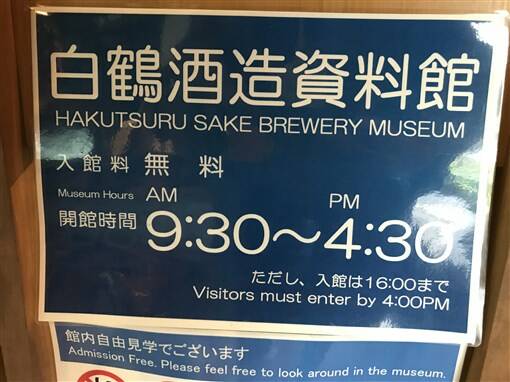 白鶴酒造資料館
HAKUTSURU SAKE BREWERY MUSEUM
入館料 無料
Museum Hours AM PM
開館時間 9:30～4:30
ただし、入館は16:00まで
Visitors must enter by 4:00PM
館内自由見学でございます
Admission Free. Please feel free to look around in the museum.